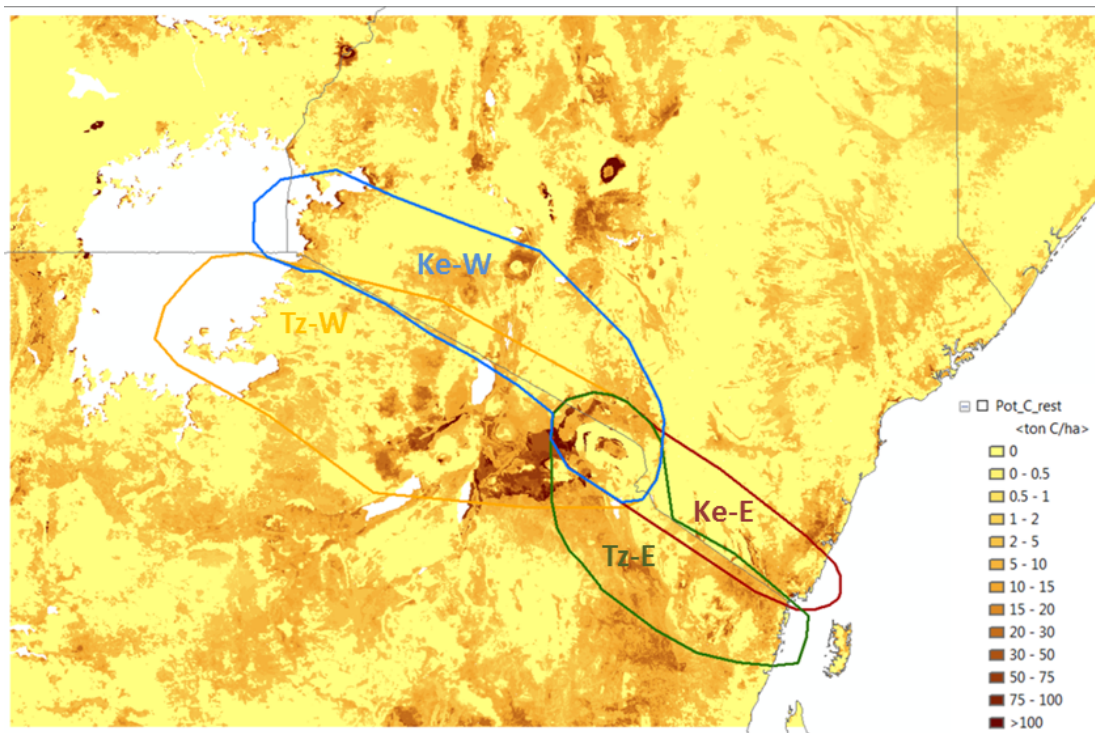 Ke-W
Tz-W
Ke-E
Tz-E
Pot_C_rest
<ton C/ha>
0
0 - 0.5
0.5 - 1
1 - 2
2 - 5
5 - 10
10 - 15
15 - 20
20 - 30
30 - 50
50 - 75
75 - 100
>100